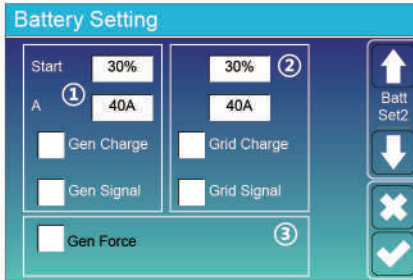 Battery Setting
Start 30% 30% ②
A ① 40A 40A
Gen Charge Grid Charge
Gen Signal Grid Signal
Gen Force ③
Batt
Set2